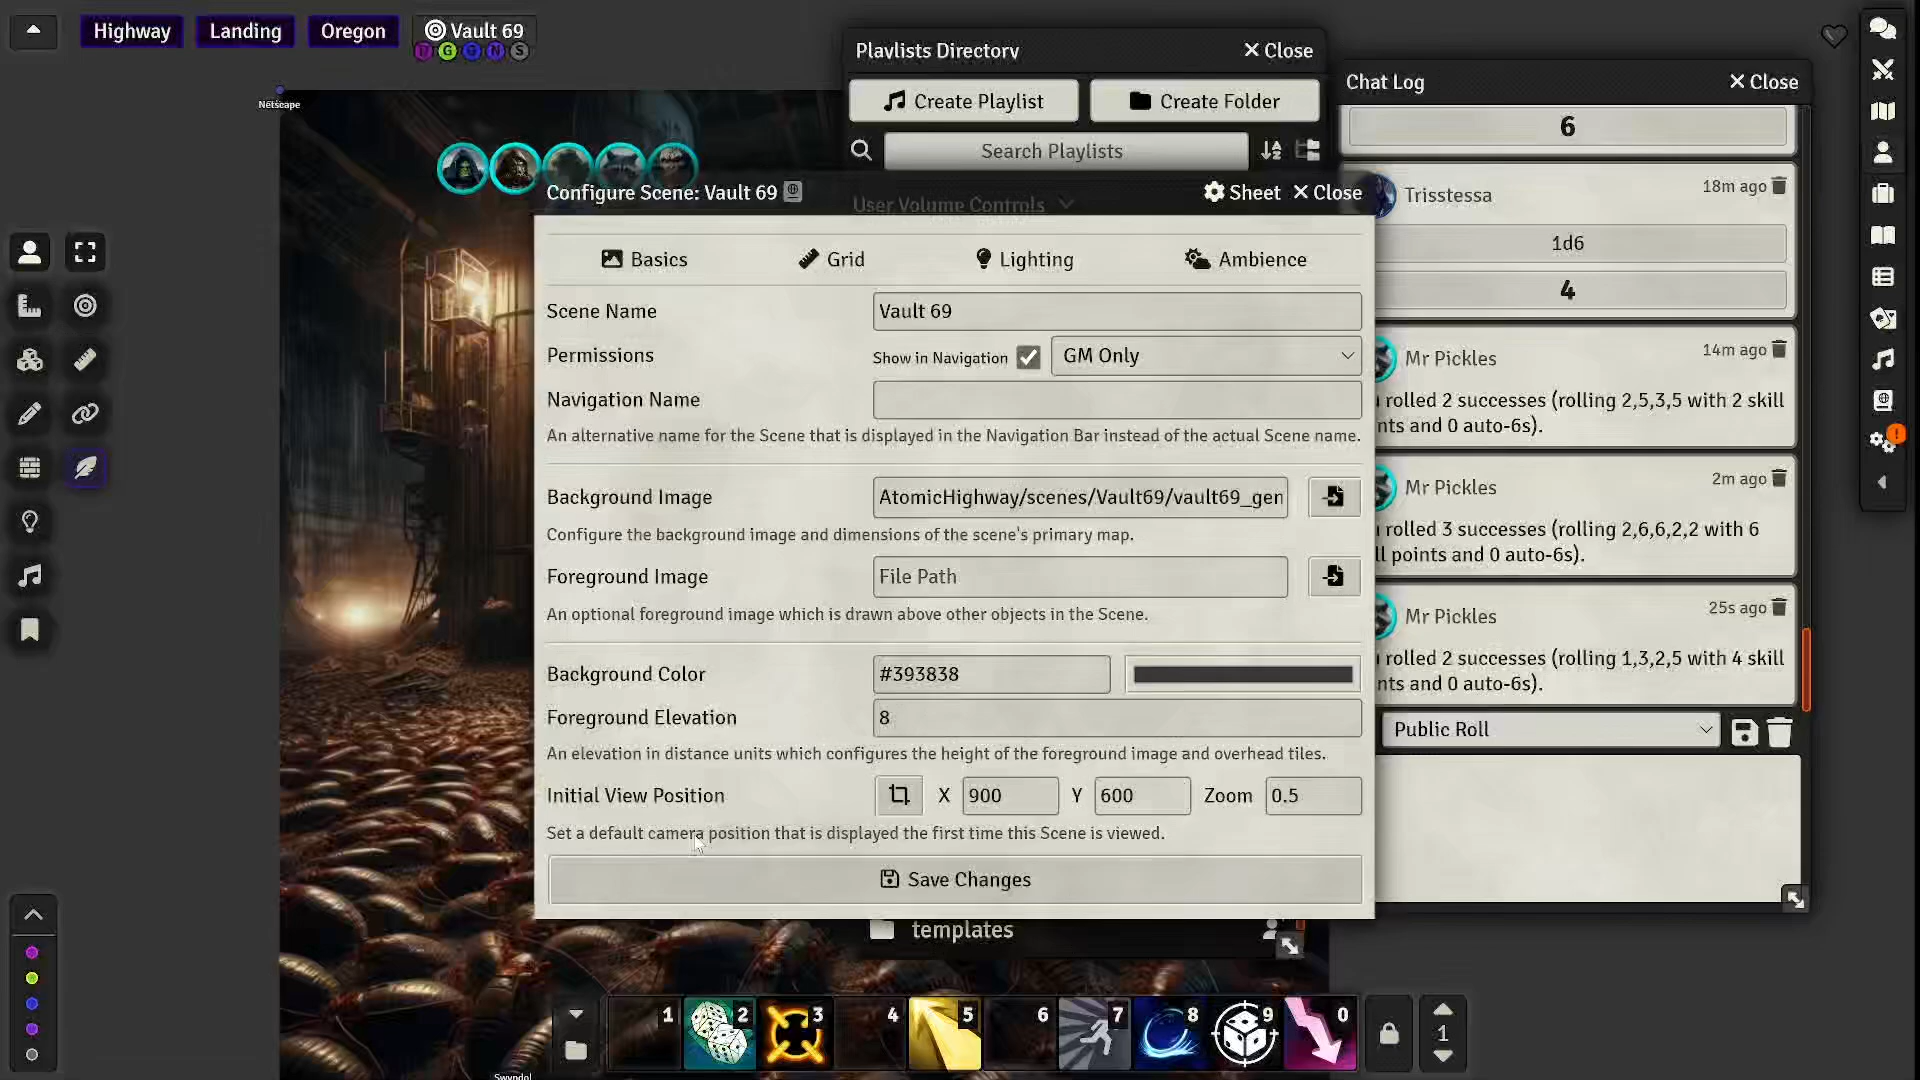 Highway
Landing
Oregon
Vault 69
G
N
S
Netscape
Playlists Directory
Close
Create Playlist
Create Folder
Search Playlists
User Volume Controls
Chat Log
Close
6
Trisstessa
18m ago
1d6
4
Mr Pickles
14m ago
rolled 2 successes (rolling 2,5,3,5 with 2 skill
nts and 0 auto-6s).
Mr Pickles
2m ago
rolled 3 successes (rolling 2,6,6,2,2 with 6
ll points and 0 auto-6s).
Mr Pickles
25s ago
rolled 2 successes (rolling 1,3,2,5 with 4 skill
nts and 0 auto-6s).
Public Roll
Configure Scene: Vault 69
Sheet
Close
Basics
Grid
Lighting
Ambience
Scene Name
Vault 69
Permissions
Show in Navigation
GM Only
Navigation Name
An alternative name for the Scene that is displayed in the Navigation Bar instead of the actual Scene name.
Background Image
AtomicHighway/scenes/Vault69/vault69_gen
Configure the background image and dimensions of the scene's primary map.
Foreground Image
File Path
An optional foreground image which is drawn above other objects in the Scene.
Background Color
#393838
Foreground Elevation
8
An elevation in distance units which configures the height of the foreground image and overhead tiles.
Initial View Position
X
900
Y
600
Zoom
0.5
Set a default camera position that is displayed the first time this Scene is viewed.
Save Changes
templates
1
2
3
4
5
6
7
8
9
0
1
Swyndol